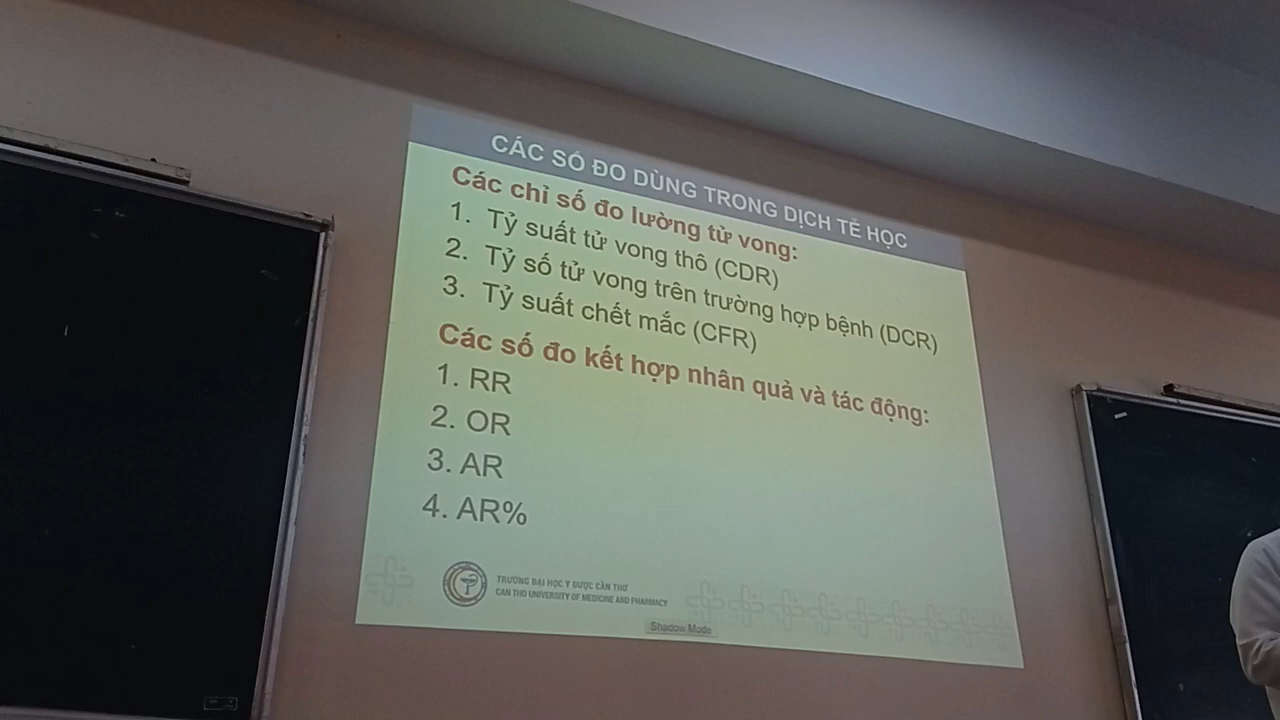 CÁC SỐ ĐO DÙNG TRONG DỊCH TỄ HỌC
Các chỉ số đo lường tử vong:
1. Tỷ suất tử vong thô (CDR)
2. Tỷ số tử vong trên trường hợp bệnh (DCR)
3. Tỷ suất chết mắc (CFR)
Các số đo kết hợp nhân quả và tác động:
1. RR
2. OR
3. AR
4. AR%
TRƯỜNG ĐẠI HỌC Y DƯỢC CẦN THƠ
CAN THO UNIVERSITY OF MEDICINE AND PHARMACY
Shadow Mode